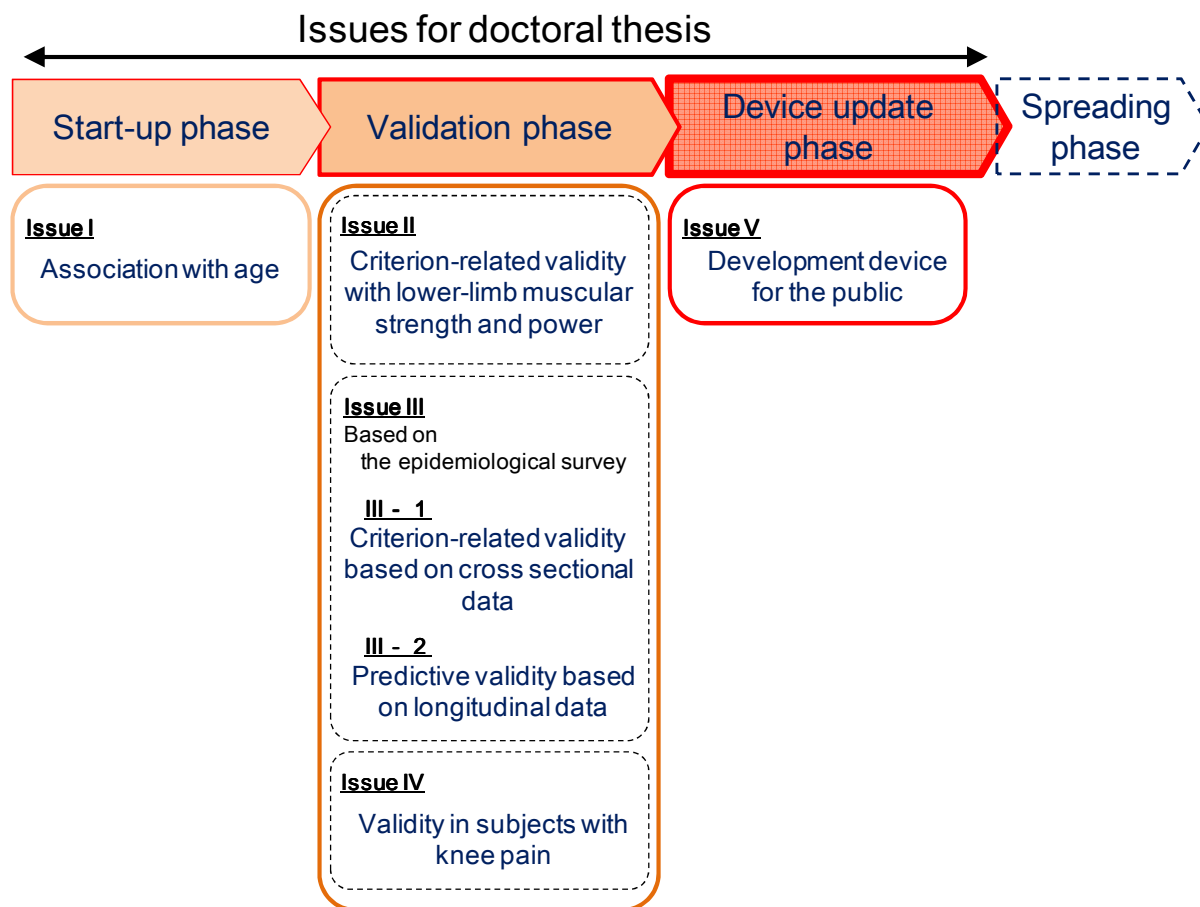 Issues for doctoral thesis
Start-up phase
Validation phase
Device update
phase
Spreading
phase
Issue I
Association with age
Issue II
Criterion-related validity
with lower-limb muscular
strength and power
Issue III
Based on
the epidemiological survey
III - 1
Criterion-related validity
based on cross sectional
data
III - 2
Predictive validity based
on longitudinal data
Issue IV
Validity in subjects with
knee pain
Issue V
Development device
for the public